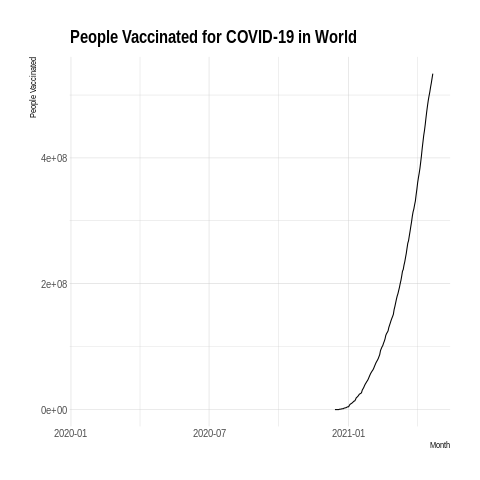 People Vaccinated for COVID-19 in World
People Vaccinated
4e+08
2e+08
0e+00
2020-01 2020-07 2021-01
Month